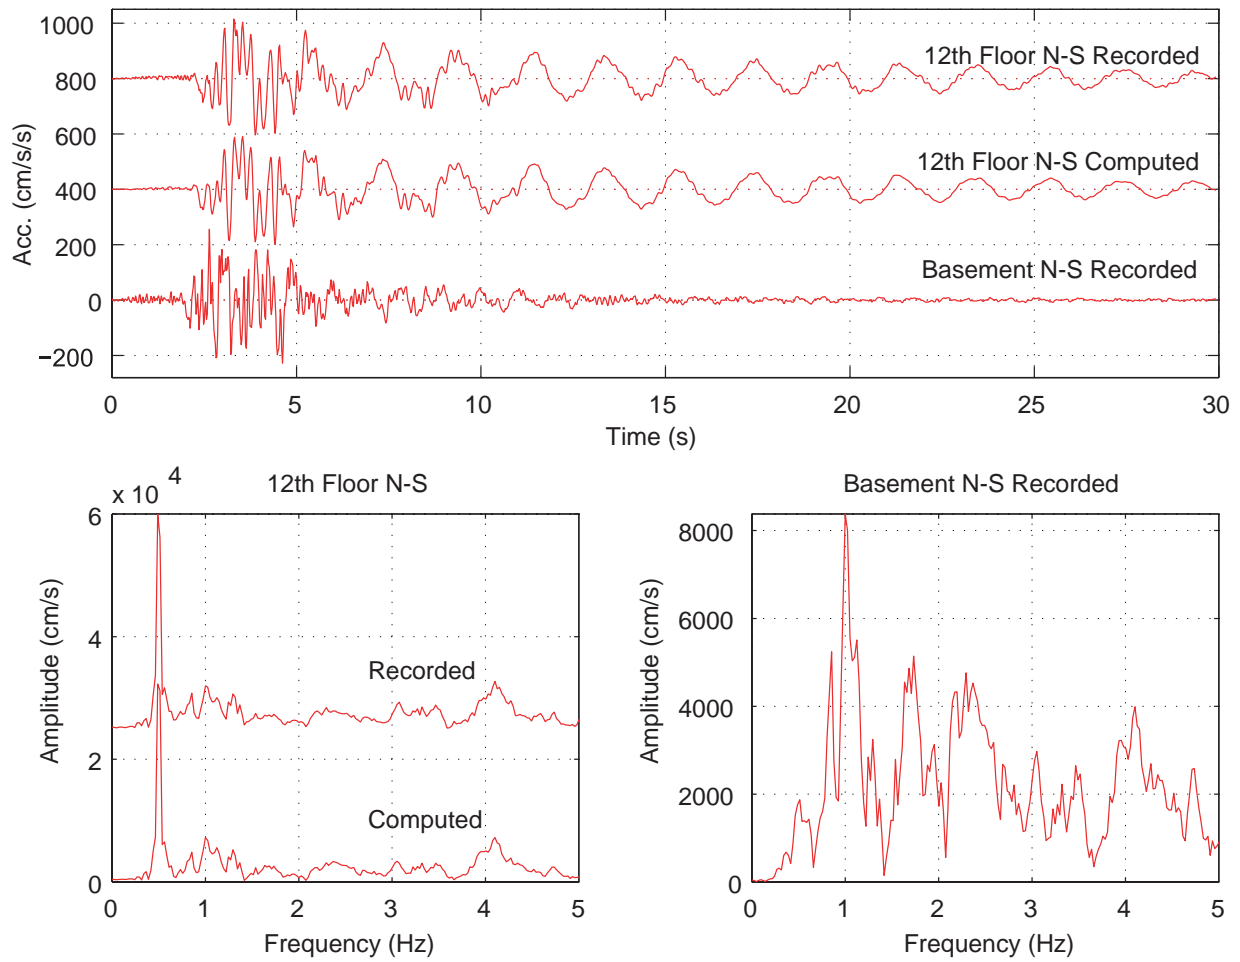 1000
800
600
400
200
0
−200
Acc. (cm/s/s)
12th Floor N-S Recorded
12th Floor N-S Computed
Basement N-S Recorded
0 5 10 15 20 25 30
Time (s)
x 10 4
12th Floor N-S
6
4
2
0
Amplitude (cm/s)
Recorded
Computed
0 1 2 3 4 5
Frequency (Hz)
Basement N-S Recorded
8000
6000
4000
2000
0
Amplitude (cm/s)
0 1 2 3 4 5
Frequency (Hz)